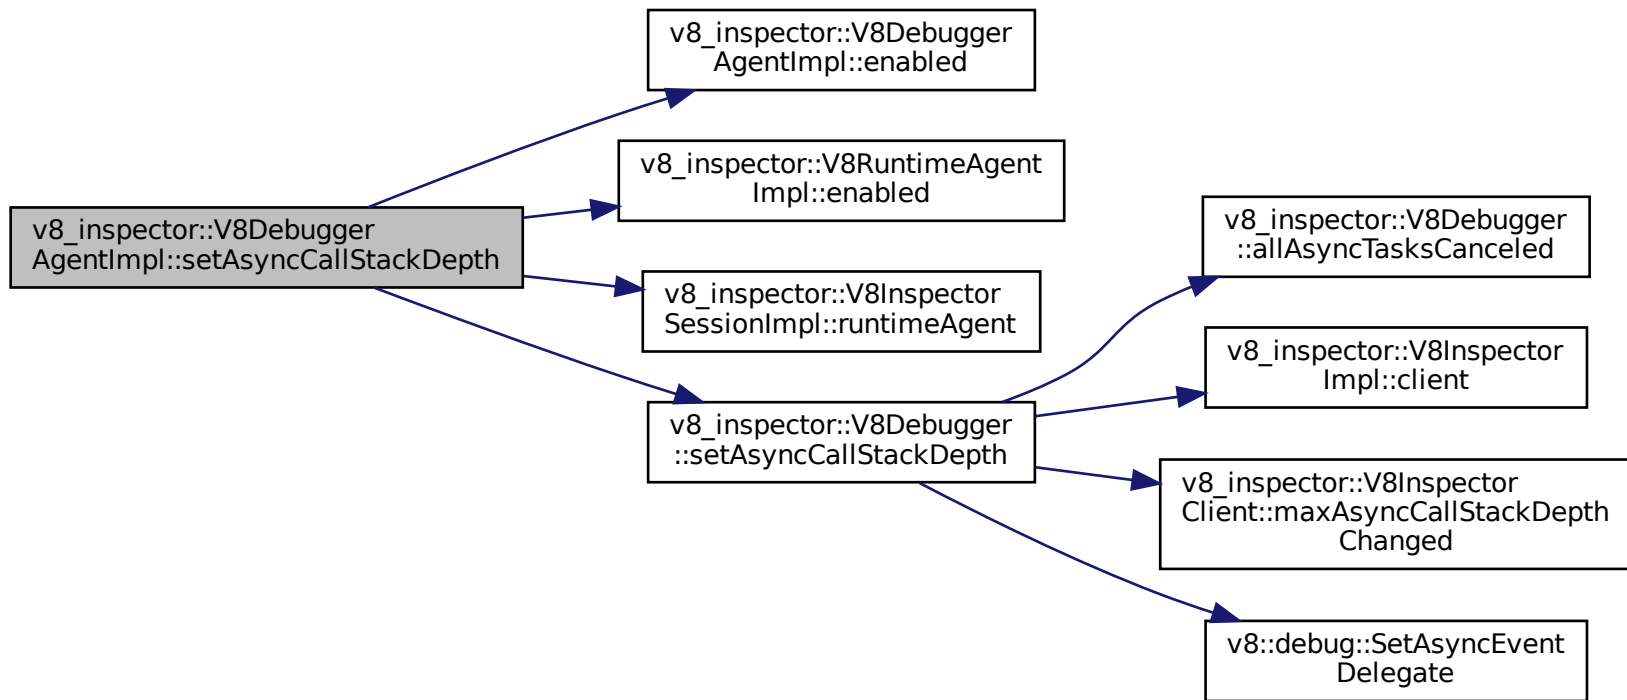 v8_inspector::V8Debugger
AgentImpl::setAsyncCallStackDepth
v8_inspector::V8Debugger
AgentImpl::enabled
v8_inspector::V8RuntimeAgent
Impl::enabled
v8_inspector::V8Inspector
SessionImpl::runtimeAgent
v8_inspector::V8Debugger
::setAsyncCallStackDepth
v8_inspector::V8Debugger
::allAsyncTasksCanceled
v8_inspector::V8Inspector
Impl::client
v8_inspector::V8Inspector
Client::maxAsyncCallStackDepth
Changed
v8::debug::SetAsyncEvent
Delegate